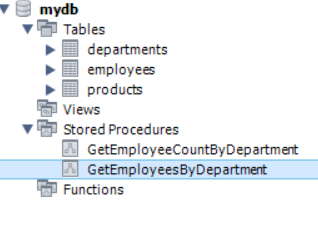 mydb
Tables
departments
employees
products
Views
Stored Procedures
GetEmployeeCountByDepartment
GetEmployeesByDepartment
Functions